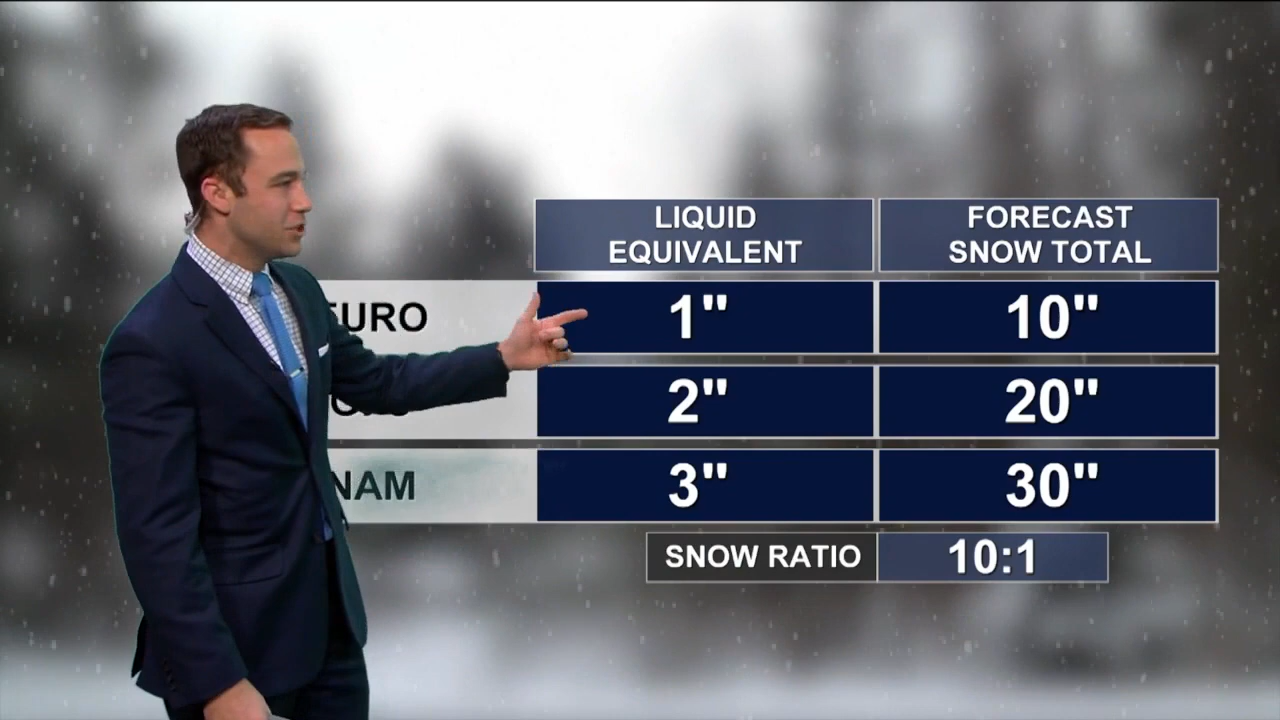 LIQUID
EQUIVALENT
FORECAST
SNOW TOTAL
EURO
1"
10"
2"
20"
NAM
3"
30"
SNOW RATIO
10:1